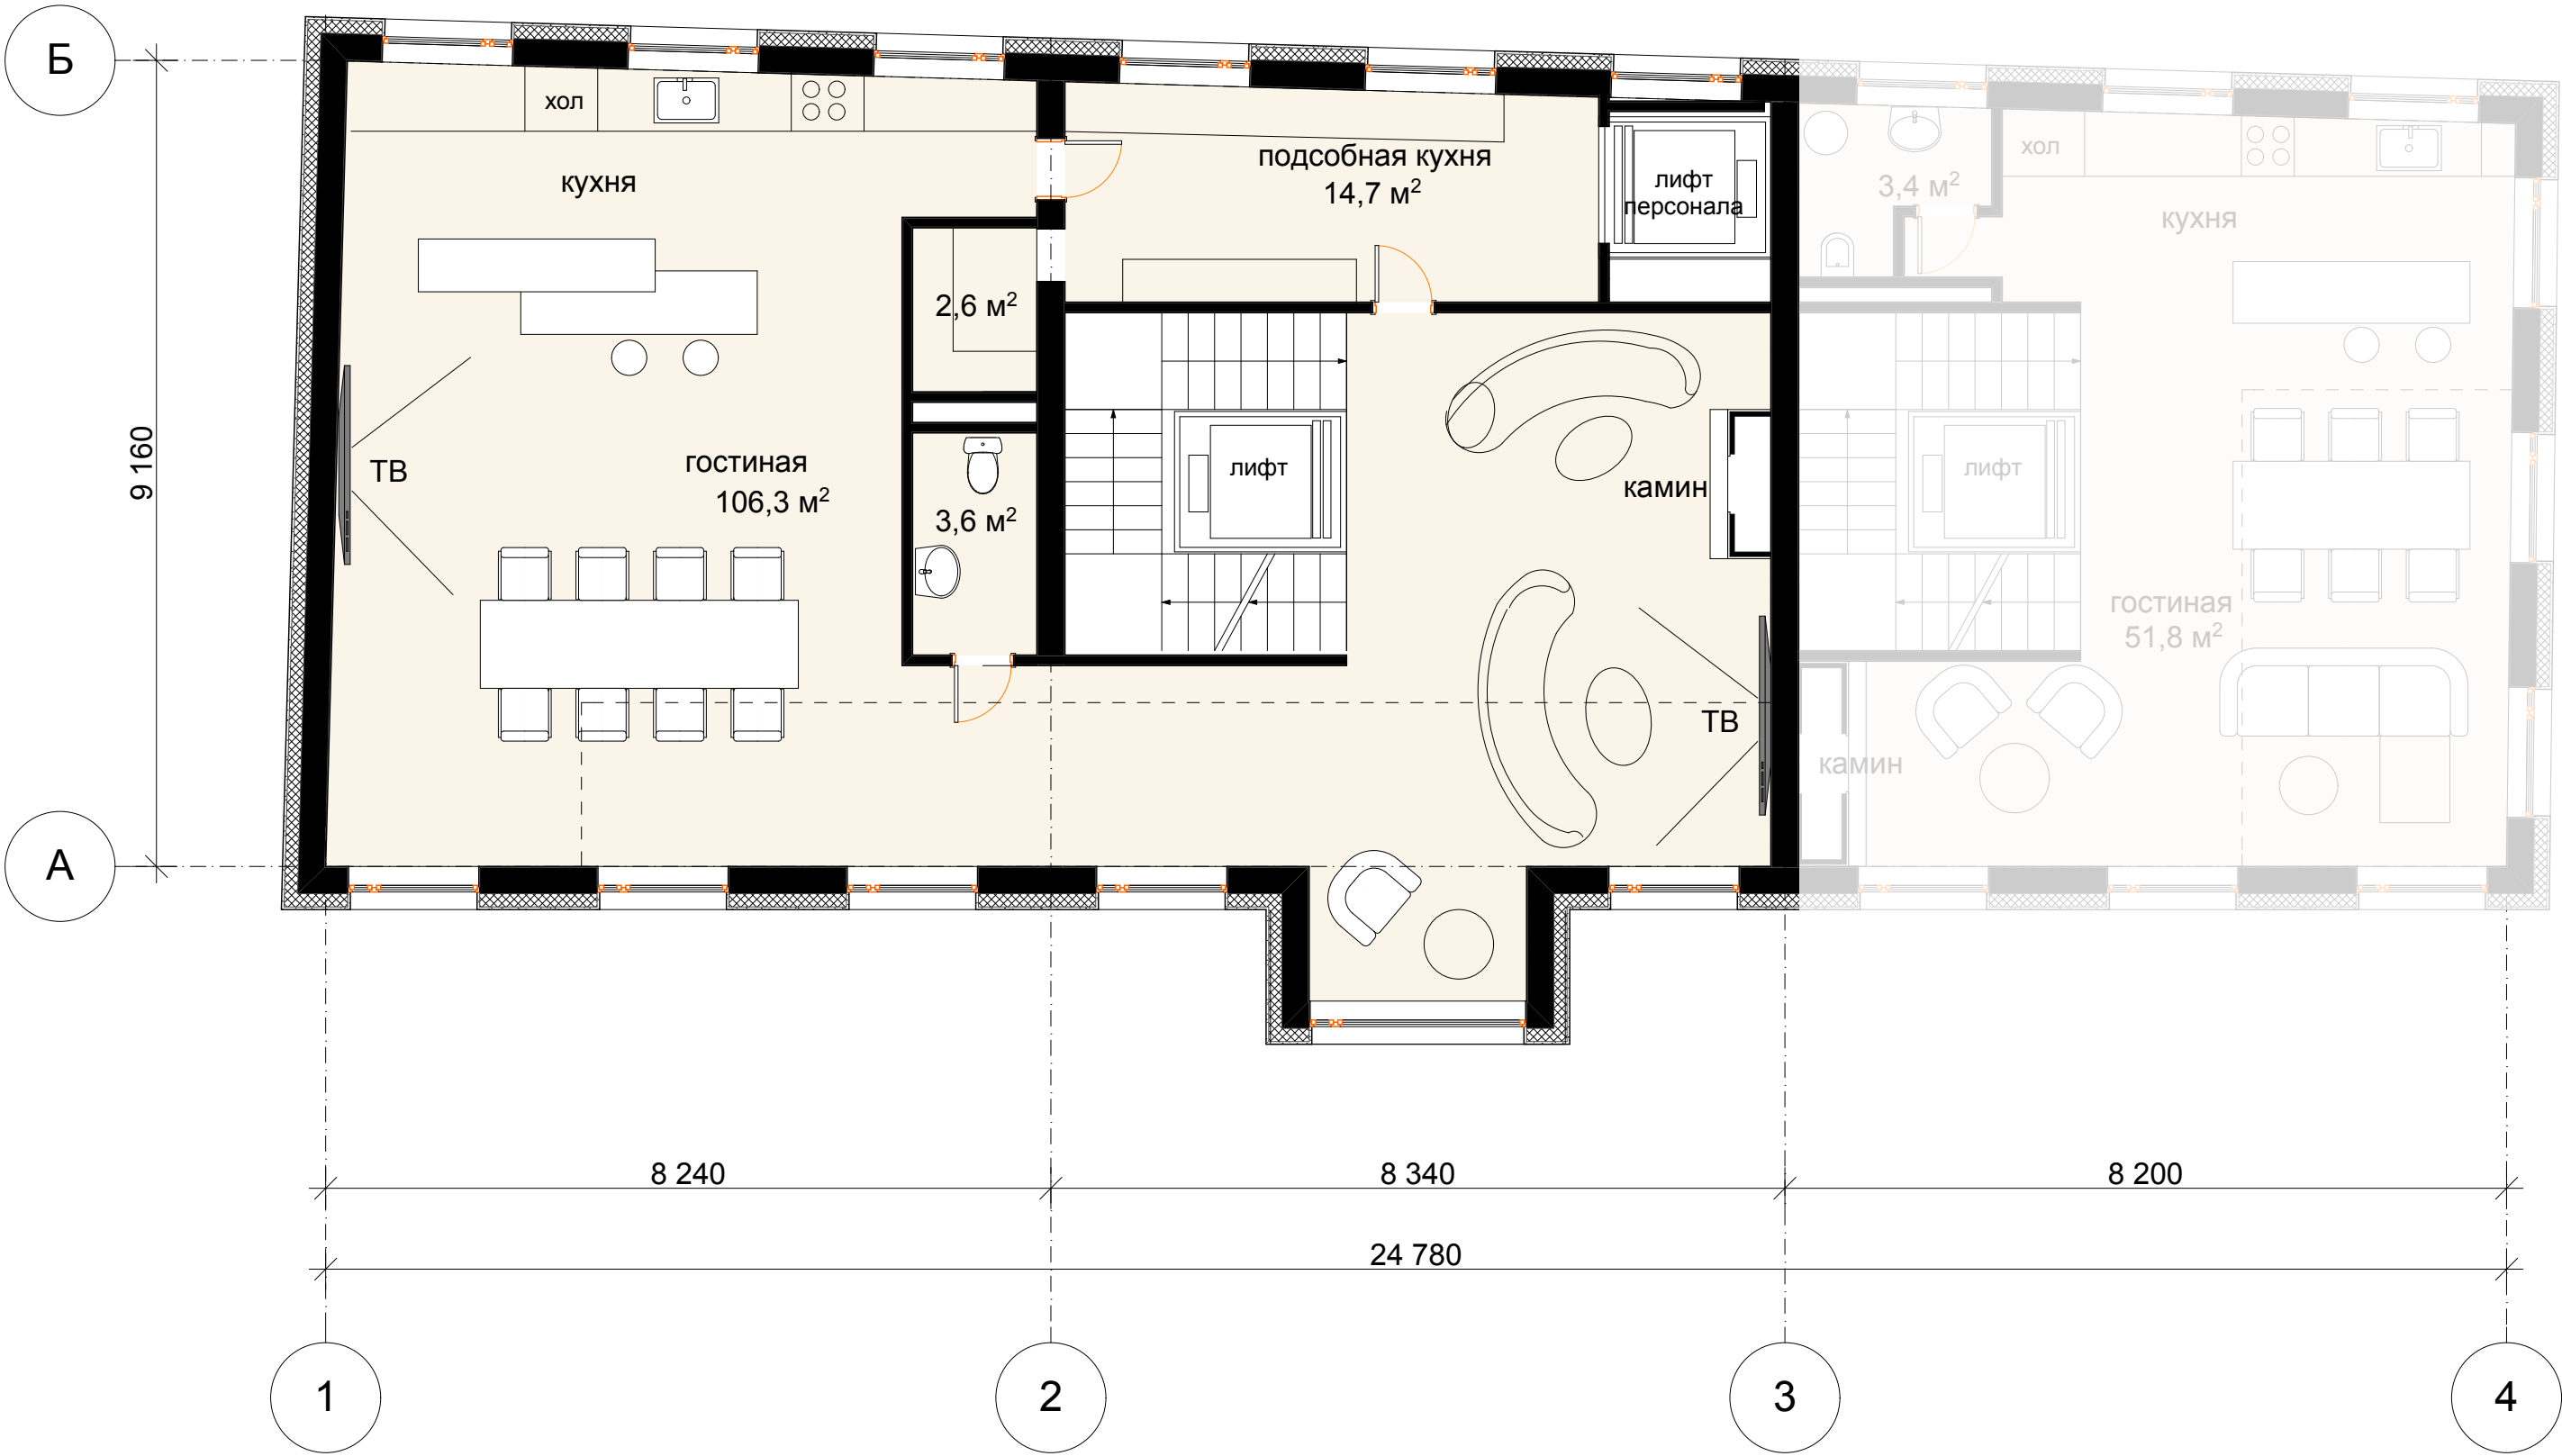 Б
хол
подсобная кухня
14,7 м²
кухня
лифт
персонала
хол
3,4 м²
кухня
2,6 м²
9 160
ТВ
гостиная
106,3 м²
3,6 м²
лифт
камин
лифт
гостиная
51,8 м²
ТВ
камин
А
8 240
8 340
8 200
24 780
1
2
3
4